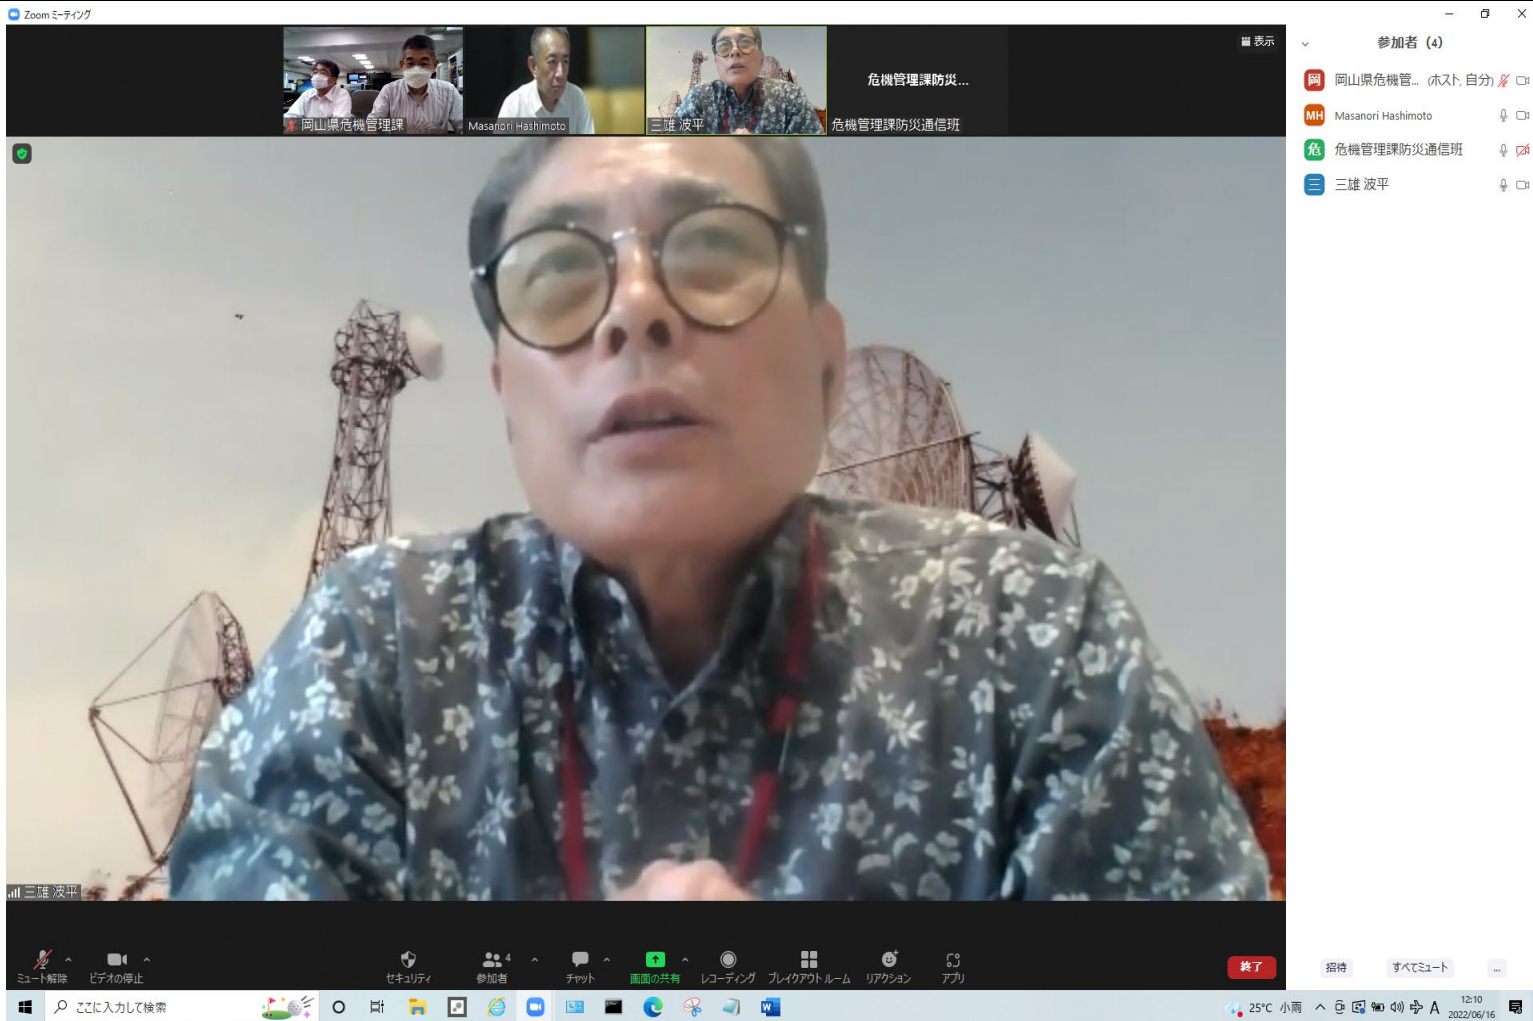 Zoom ミーティング
岡山県危機管理課
Masanori Hashimoto
三雄 波平
危機管理課防災...
危機管理課防災通信班
表示
三雄 波平
参加者 (4)
岡 岡山県危機管... (ホスト, 自分)
MH Masanori Hashimoto
危 危機管理課防災通信班
三 三雄 波平
ミュート解除
ビデオの停止
セキュリティ
4
参加者
チャット
画面の共有
レコーディング
ブレイクアウト ルーム
リアクション
アプリ
終了
招待
すべてミュート
...
ここに入力して検索
25°C 小雨
A
12:10
2022/06/16